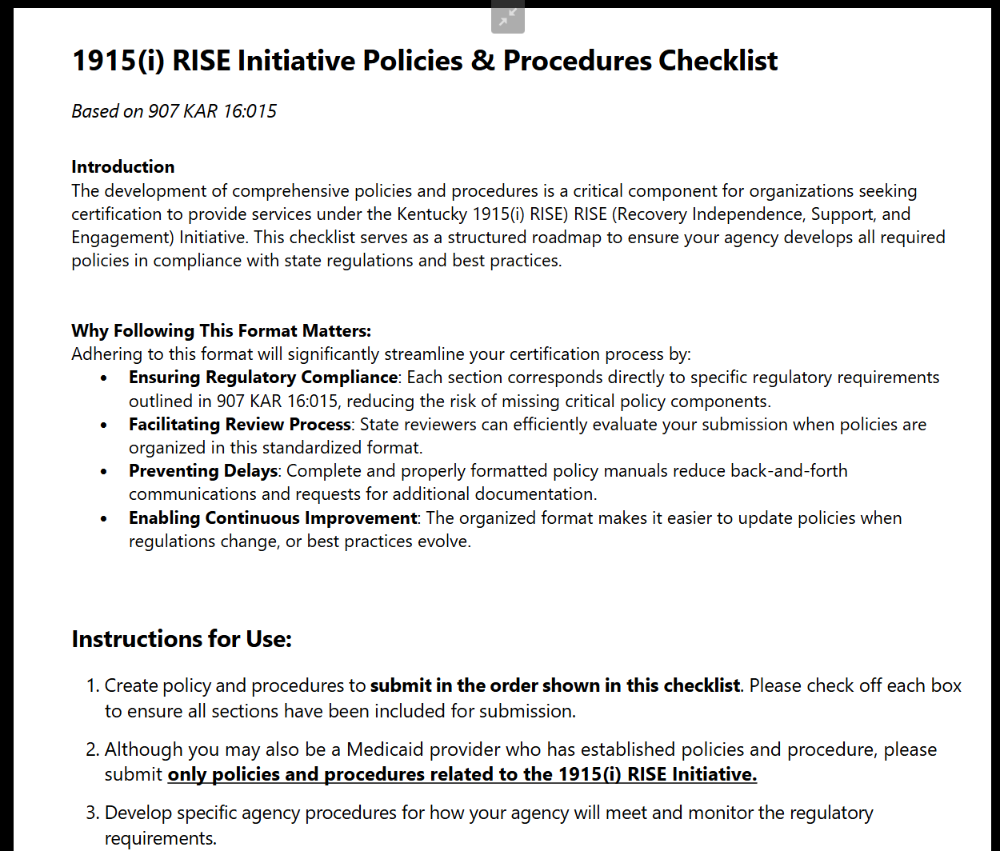 1915(i) RISE Initiative Policies & Procedures Checklist
Based on 907 KAR 16:015
Introduction
The development of comprehensive policies and procedures is a critical component for organizations seeking
certification to provide services under the Kentucky 1915(i) RISE) RISE (Recovery Independence, Support, and
Engagement) Initiative. This checklist serves as a structured roadmap to ensure your agency develops all required
policies in compliance with state regulations and best practices.
Why Following This Format Matters:
Adhering to this format will significantly streamline your certification process by:
• Ensuring Regulatory Compliance: Each section corresponds directly to specific regulatory requirements
outlined in 907 KAR 16:015, reducing the risk of missing critical policy components.
• Facilitating Review Process: State reviewers can efficiently evaluate your submission when policies are
organized in this standardized format.
• Preventing Delays: Complete and properly formatted policy manuals reduce back-and-forth
communications and requests for additional documentation.
• Enabling Continuous Improvement: The organized format makes it easier to update policies when
regulations change, or best practices evolve.
Instructions for Use:
1. Create policy and procedures to submit in the order shown in this checklist. Please check off each box
to ensure all sections have been included for submission.
2. Although you may also be a Medicaid provider who has established policies and procedure, please
submit only policies and procedures related to the 1915(i) RISE Initiative.
3. Develop specific agency procedures for how your agency will meet and monitor the regulatory
requirements.